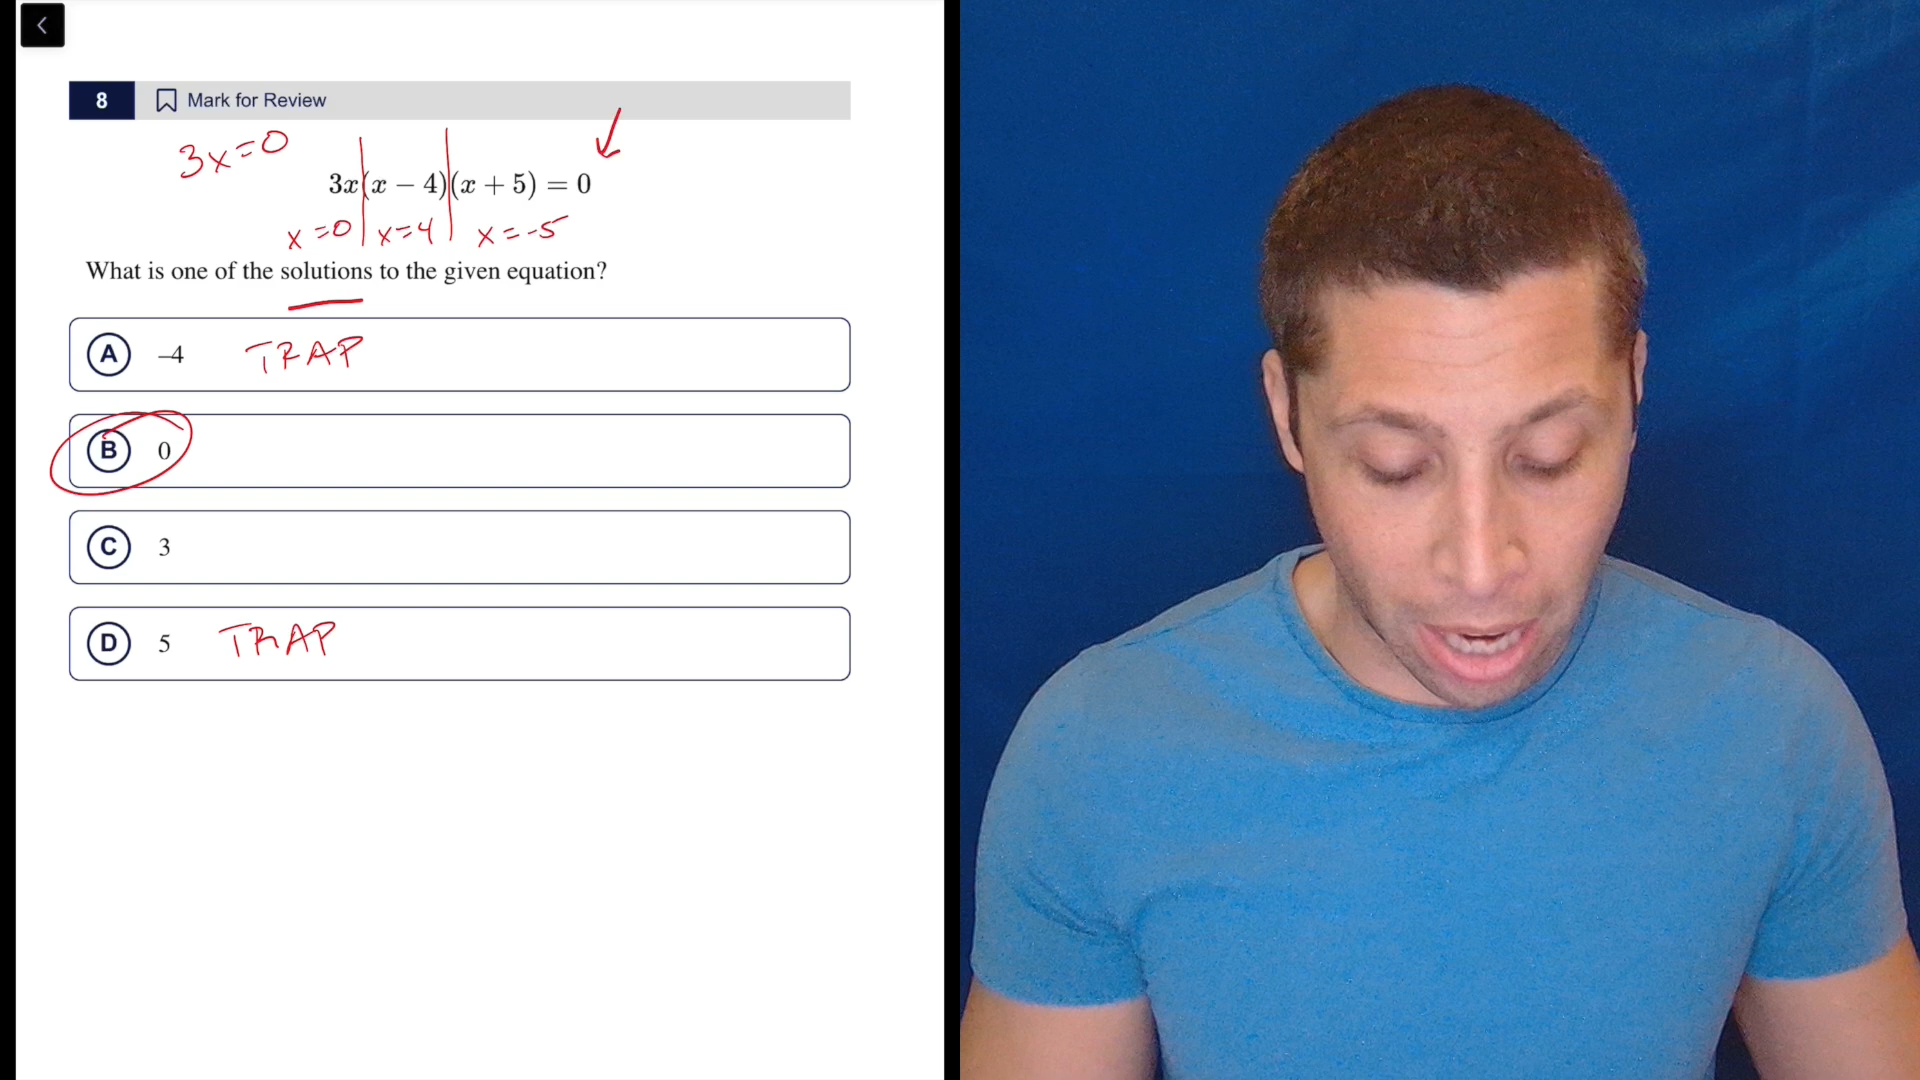 8 Mark for Review
3x=0
3x(x – 4)(x + 5) = 0
x=0 x=4 x=-5
What is one of the solutions to the given equation?
A –4 TRAP
B 0
C 3
D 5 TRAP